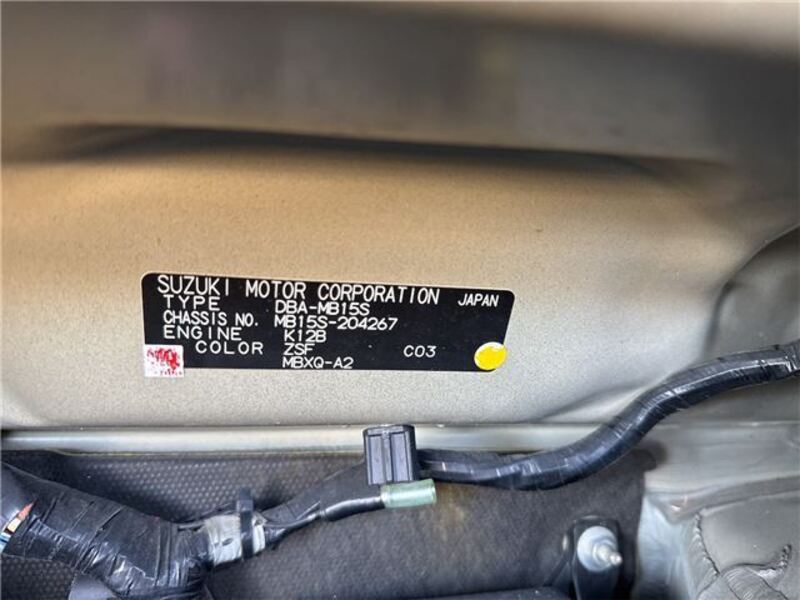 SUZUKI MOTOR CORPORATION JAPAN
TYPE DBA-MB15S
CHASSIS NO. MB15S-204267
ENGINE K12B
COLOR ZSF C03
MBXQ-A2